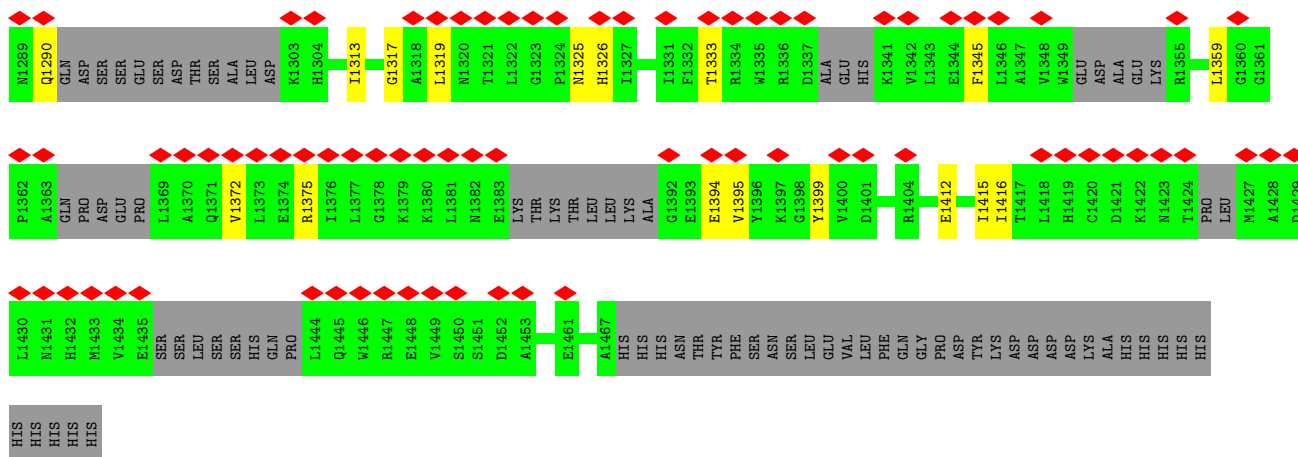 N1289 Q1290 GLN ASP SER SER GLU SER ASP THR SER ALA LEU ASP K1303 H1304 I1313 G1317 A1318 L1319 N1320 T1321 L1322 G1323 P1324 N1325 H1326 I1327 I1331 F1332 T1333 R1334 W1335 R1336 D1337 ALA GLU HIS K1341 V1342 L1343 E1344 F1345 L1346 A1347 V1348 W1349 GLU ASP ALA GLU LYS R1355 L1359 G1360 G1361
P1362 A1363 GLN PRO ASP GLU PRO L1369 A1370 Q1371 V1372 L1373 E1374 R1375 I1376 L1377 G1378 K1379 K1380 L1381 N1382 E1383 LYS THR LYS THR LEU LEU LYS ALA G1392 E1393 E1394 V1395 Y1396 K1397 G1398 Y1399 V1400 D1401 R1404 E1412 I1415 I1416 T1417 L1418 H1419 C1420 D1421 K1422 N1423 T1424 PRO LEU M1427 A1428 D1429
L1430 N1431 H1432 M1433 V1434 E1435 SER SER LEU SER SER HIS GLN PRO L1444 Q1445 W1446 R1447 E1448 V1449 S1450 S1451 D1452 A1453 E1461 A1467 HIS HIS HIS ASN THR TYR PHE SER ASN SER LEU GLU VAL LEU PHE GLN GLY PRO ASP TYR LYS ASP ASP ASP ASP LYS ALA HIS HIS HIS HIS HIS
HIS HIS HIS HIS HIS